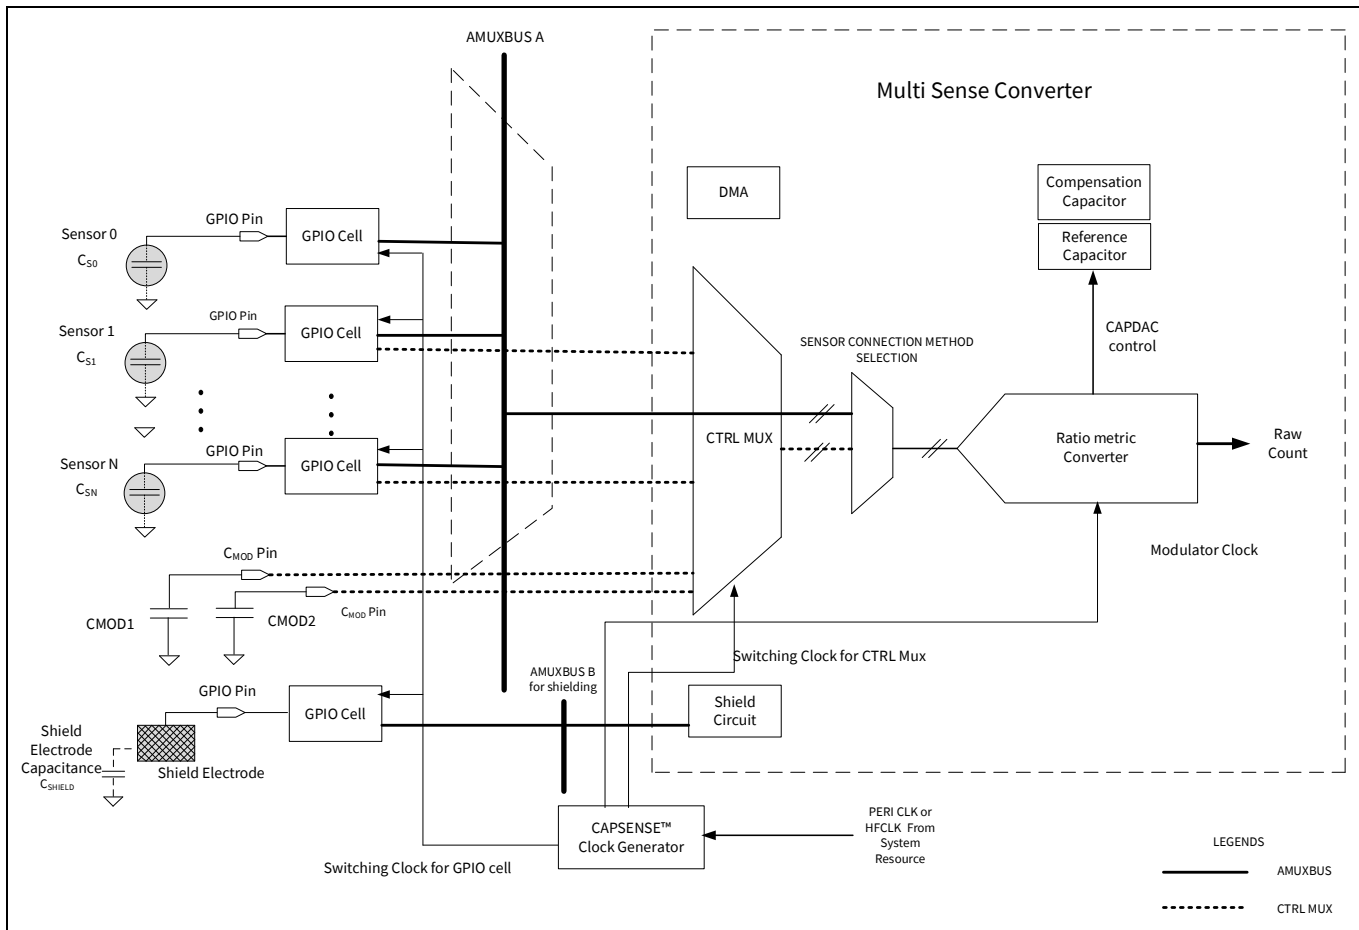 AMUXBUS A
Multi Sense Converter
DMA
Compensation
Capacitor
Reference
Capacitor
GPIO Pin
GPIO Cell
Sensor 0
CS0
CAPDAC
control
GPIO Pin
GPIO Cell
Sensor 1
CS1
SENSOR CONNECTION METHOD
SELECTION
CTRL MUX
Ratio metric
Converter
Raw
Count
GPIO Pin
GPIO Cell
Sensor N
CSN
Modulator Clock
CMOD Pin
CMOD Pin
CMOD1
CMOD2
Switching Clock for CTRL Mux
AMUXBUS B
for shielding
GPIO Pin
GPIO Cell
Shield
Circuit
Shield
Electrode
Capacitance
CSHIELD
Shield Electrode
CAPSENSE™
Clock Generator
PERI CLK or
HFCLK From
System
Resource
Switching Clock for GPIO cell
LEGENDS
AMUXBUS
CTRL MUX